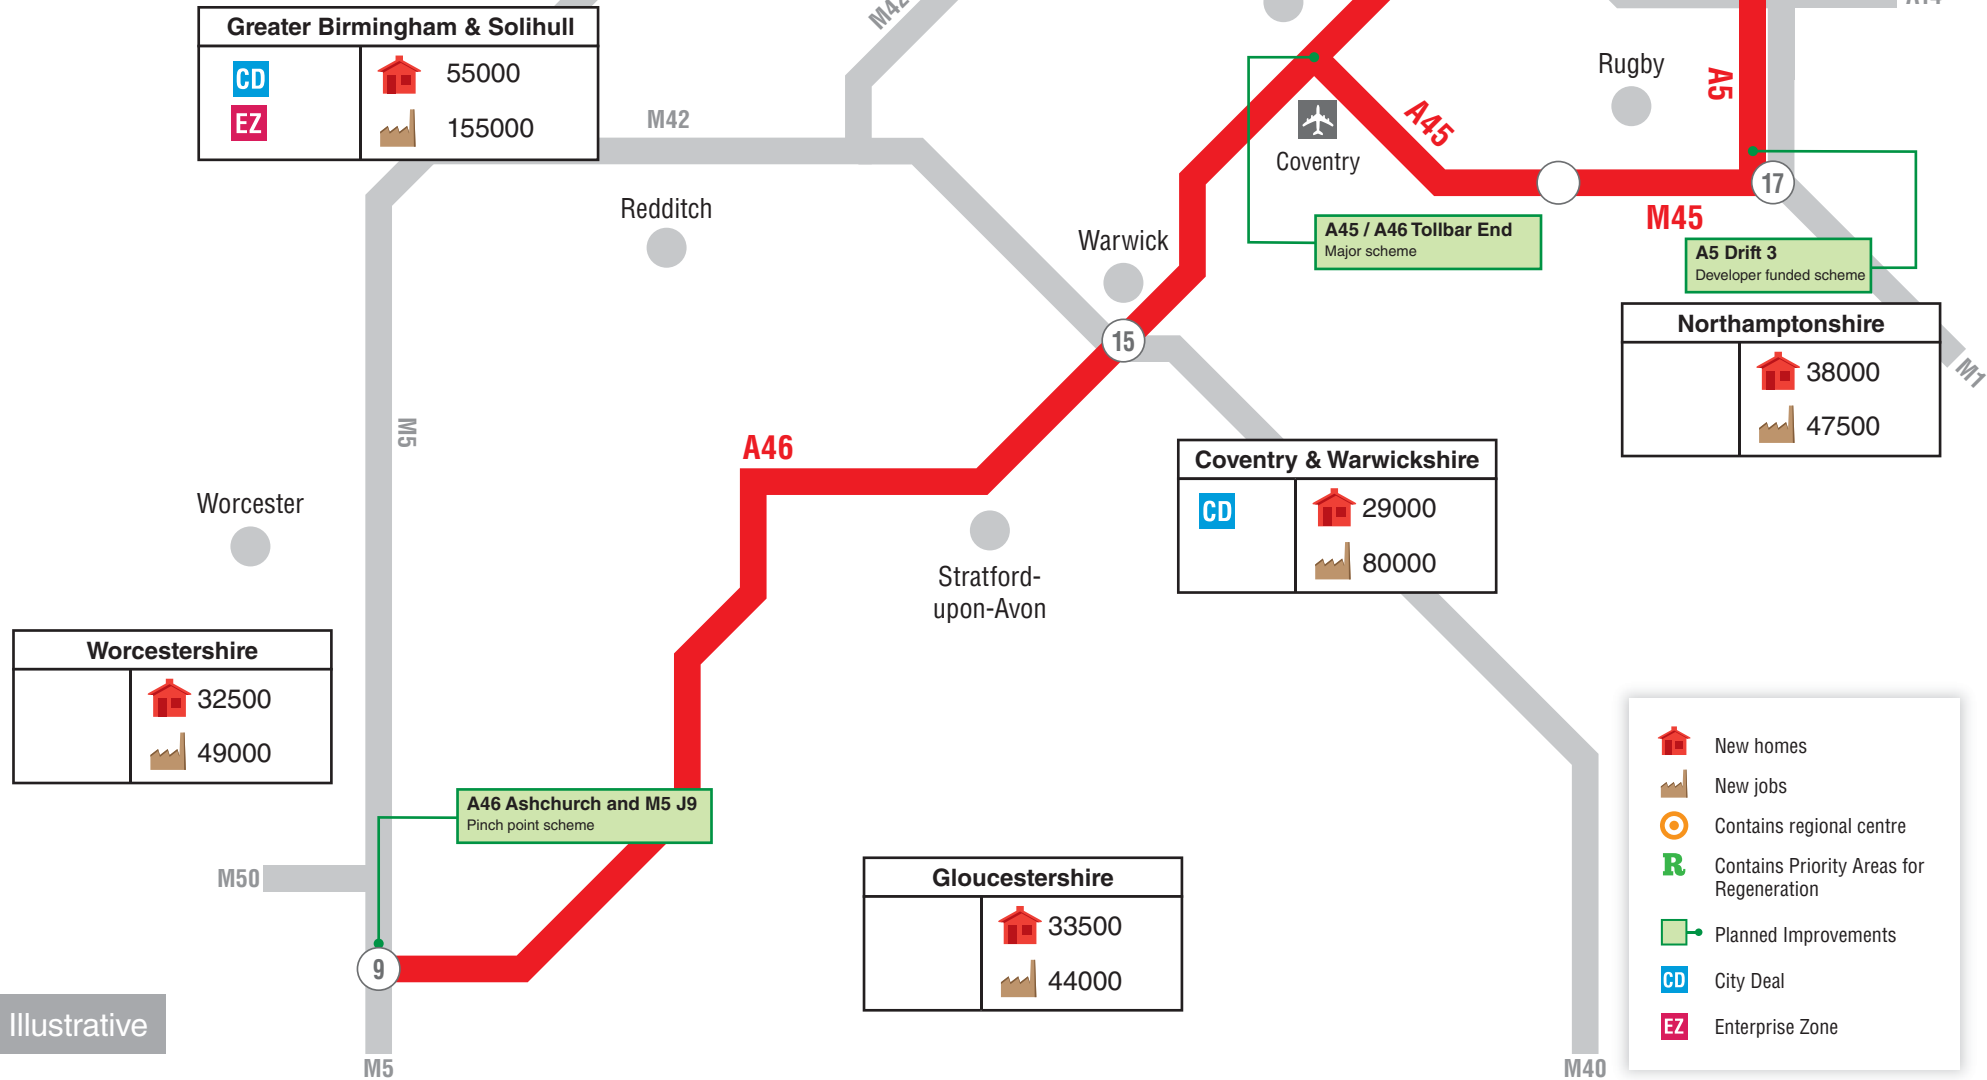 Greater Birmingham & Solihull
CD
55000
EZ
155000
M42
M42
A14
Rugby
A5
A45
Coventry
17
M45
A45 / A46 Tollbar End
Major scheme
A5 Drift 3
Developer funded scheme
Redditch
Warwick
15
Northamptonshire
38000
47500
M1
M5
A46
Coventry & Warwickshire
CD
29000
80000
Worcester
Stratford-
upon-Avon
Worcestershire
32500
49000
A46 Ashchurch and M5 J9
Pinch point scheme
M50
9
Gloucestershire
33500
44000
New homes
New jobs
Contains regional centre
R
Contains Priority Areas for
Regeneration
Planned Improvements
CD
City Deal
EZ
Enterprise Zone
Illustrative
M5
M40